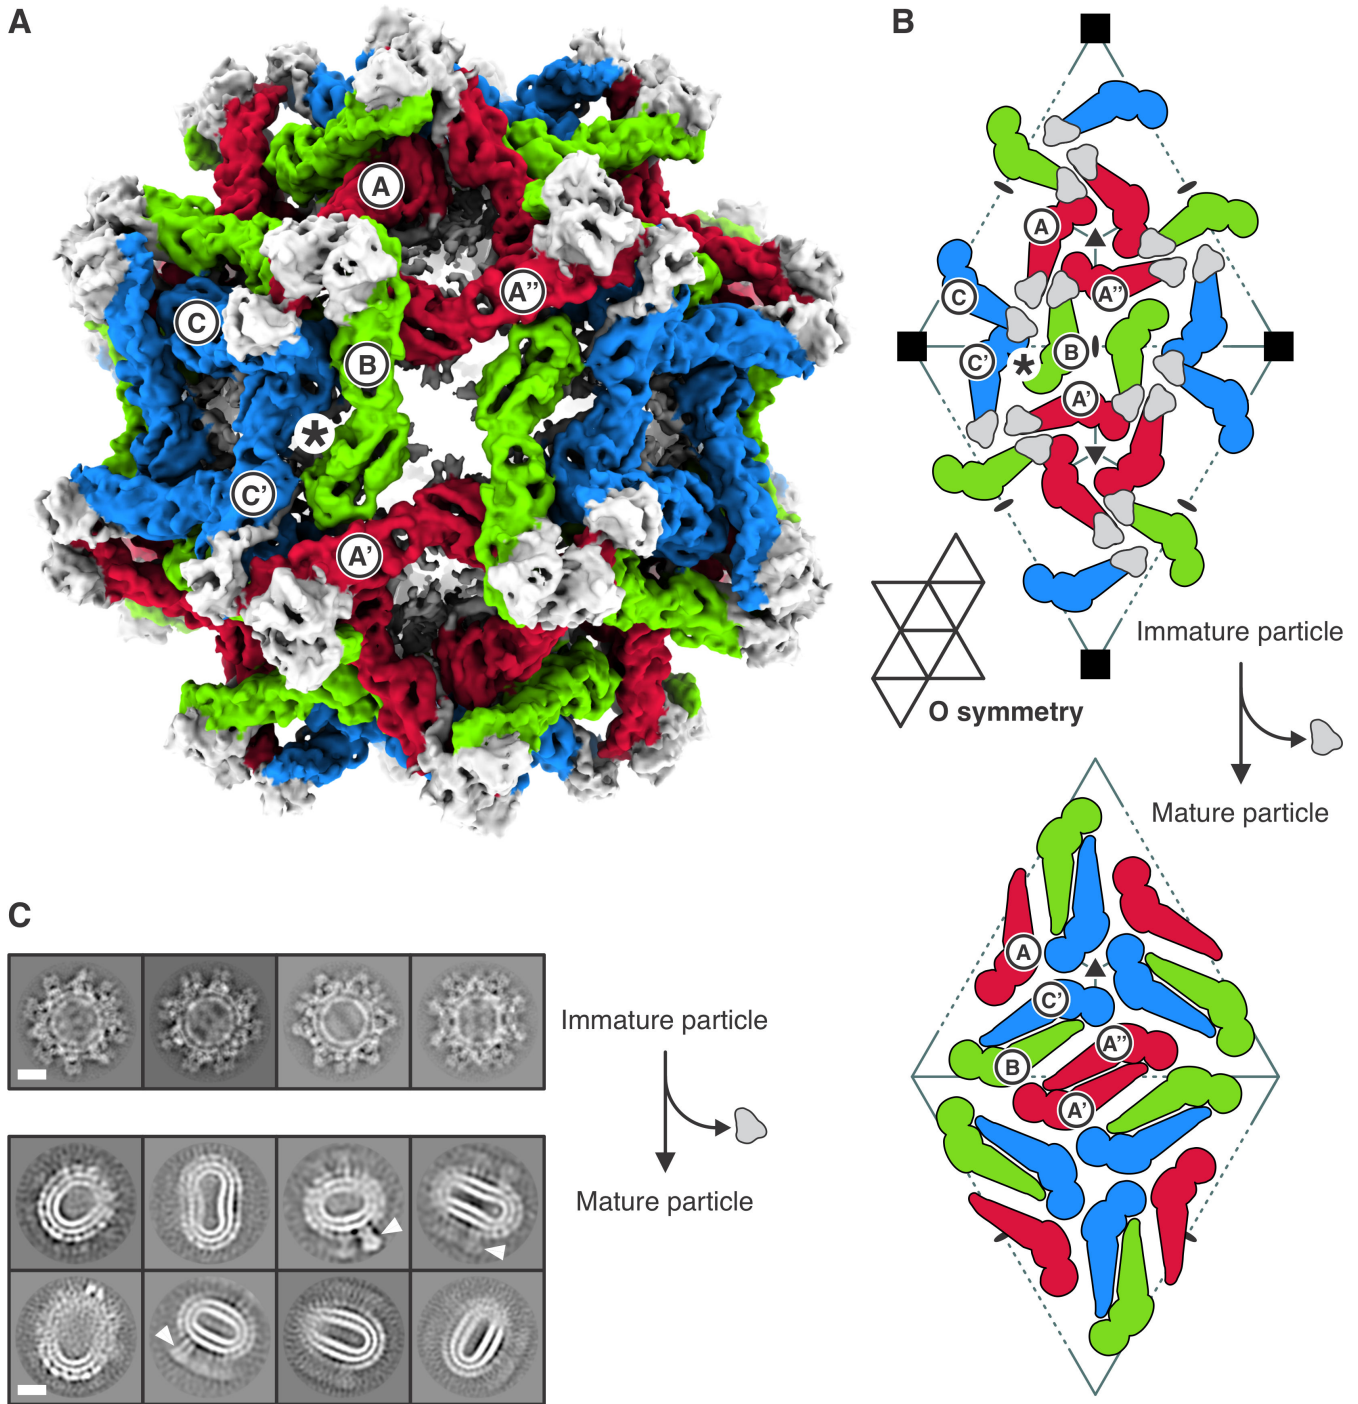 A
A
A''
C
B
*
C'
A'
B
A
C
A''
C'
*
B
A'
Immature particle
O symmetry
Mature particle
A
C'
A''
B
A'
C
Immature particle
Mature particle